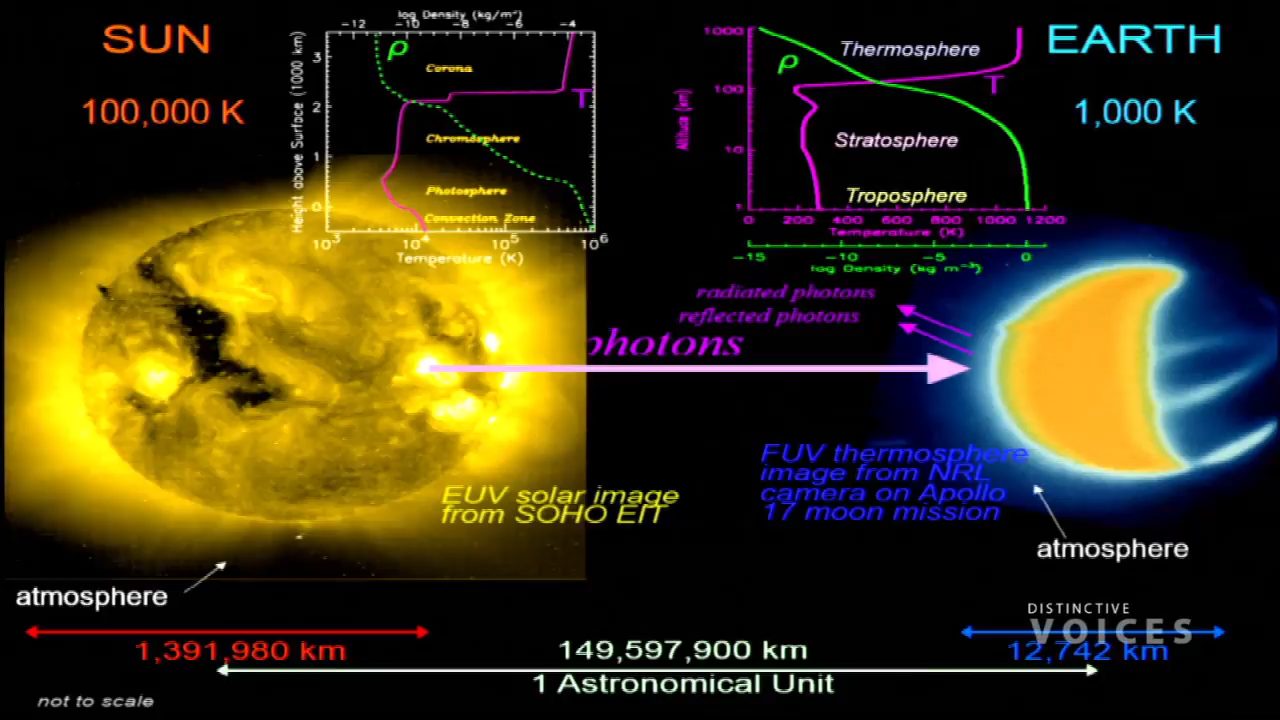 SUN
100,000 K
log Density (kg/m³)
-12 -10 -8 -6 -4
Height above Surface (1000 km)
3
2
1
0
ρ
T
Corona
Chromosphere
Photosphere
Convection Zone
10³ 10⁴ 10⁵ 10⁶
Temperature (K)
EARTH
1,000 K
Altitude (km)
1000
100
10
1
ρ
T
Thermosphere
Stratosphere
Troposphere
0 200 400 600 800 1000 1200
Temperature (K)
-15 -10 -5 0
log Density (kg m⁻³)
radiated photons
reflected photons
photons
EUV solar image
from SOHO EIT
FUV thermosphere
image from NRL
camera on Apollo
17 moon mission
atmosphere
atmosphere
DISTINCTIVE
VOICES
1,391,980 km
149,597,900 km
12,742 km
1 Astronomical Unit
not to scale